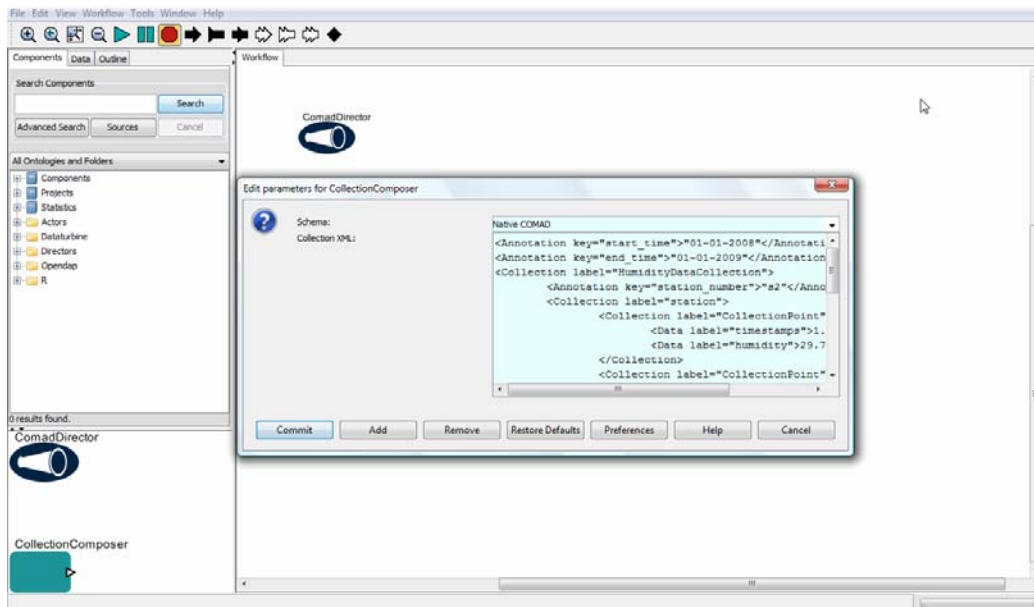 File Edit View Workflow Tools Window Help
Components Data Outline
Workflow
Search Components
Search
Advanced Search Sources Cancel
All Ontologies and Folders
Components
Projects
Statistics
Actors
Dataturbine
Directors
Opendap
R
0 results found.
ComadDirector
CollectionComposer
ComadDirector
Edit parameters for CollectionComposer
Schema:
Native COMAD
Collection XML:
<Annotation key="start_time">"01-01-2008"</Annotati
<Annotation key="end_time">"01-01-2009"</Annotation
<Collection label="HumidityDataCollection">
<Annotation key="station_number">"s2"</Anno
<Collection label="station">
<Collection label="CollectionPoint"
<Data label="timestamps">1.
<Data label="humidity">29.7
</Collection>
<Collection label="CollectionPoint"
Commit Add Remove Restore Defaults Preferences Help Cancel